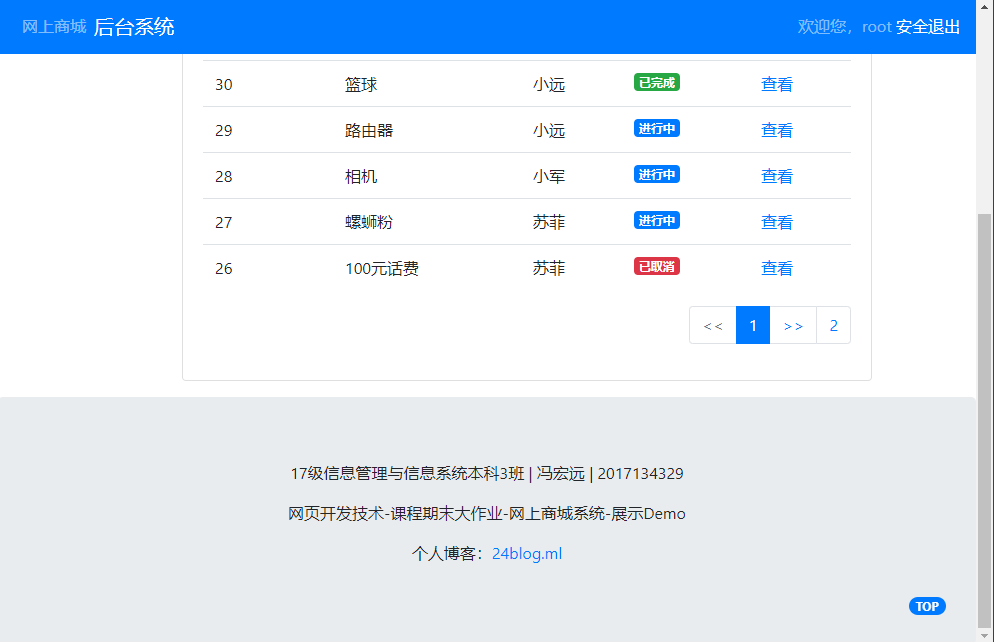 网上商城 后台系统 欢迎您，root 安全退出
30 篮球 小远 已完成 查看
29 路由器 小远 进行中 查看
28 相机 小军 进行中 查看
27 螺蛳粉 苏菲 进行中 查看
26 100元话费 苏菲 已取消 查看
<< 1 >> 2
17级信息管理与信息系统本科3班 | 冯宏远 | 2017134329
网页开发技术-课程期末大作业-网上商城系统-展示Demo
个人博客：24blog.ml
TOP